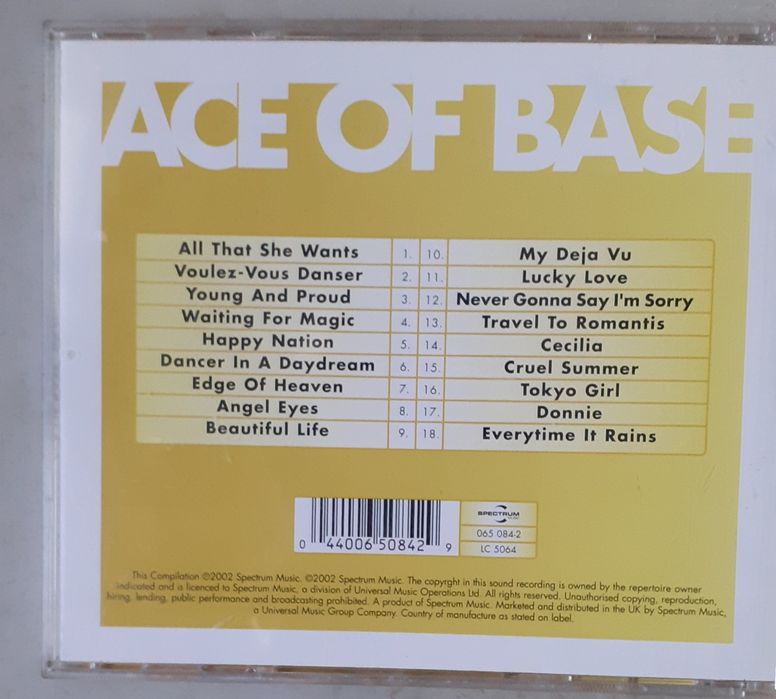 ACE OF BASE
All That She Wants 1. 10. My Deja Vu
Voulez-Vous Danser 2. 11. Lucky Love
Young And Proud 3. 12. Never Gonna Say I'm Sorry
Waiting For Magic 4. 13. Travel To Romantis
Happy Nation 5. 14. Cecilia
Dancer In A Daydream 6. 15. Cruel Summer
Edge Of Heaven 7. 16. Tokyo Girl
Angel Eyes 8. 17. Donnie
Beautiful Life 9. 18. Everytime It Rains
SPECTRUM
MUSIC
065 084-2
LC 5064
0 44006 50842 9
This Compilation ©2002 Spectrum Music. ©2002 Spectrum Music. The copyrght in this sound recording is owned by the repertoire owner
indicated and is licenced to Spectrum Music, a division of Universal Music Operations Ltd. All rights reserved. Unauthorised copying, reproduction,
hiring, lending, public performance and broadcasting prohibited. A product of Spectrum Music. Marketed and distributed in the UK by Spectrum Music,
a Universal Music Group Company. Country of manufacture as stated on label.